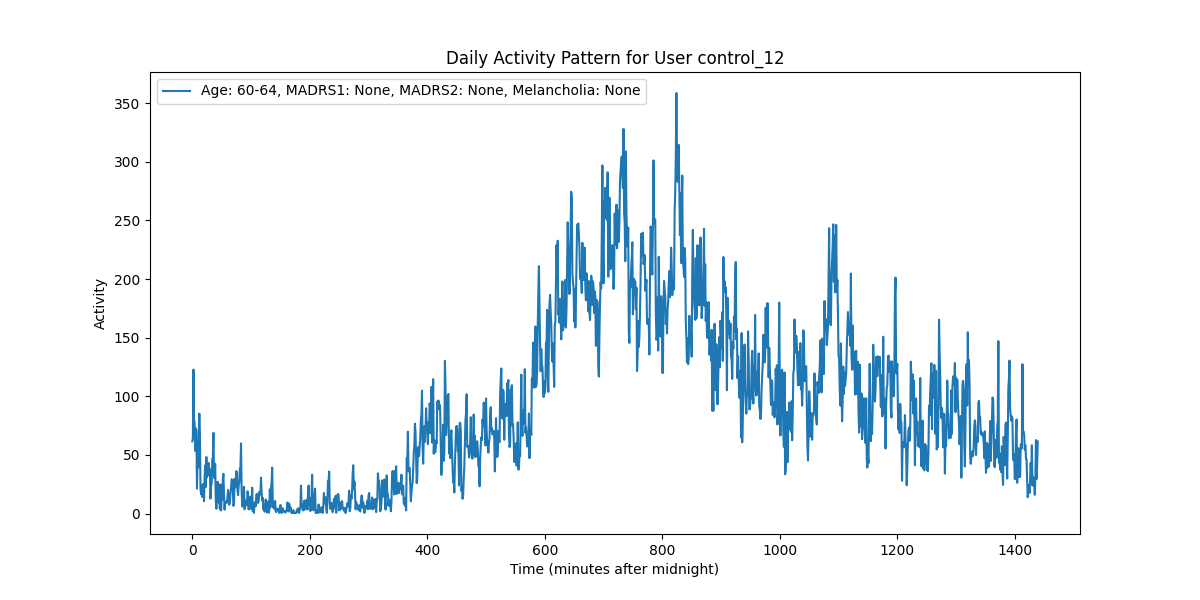 Daily Activity Pattern for User control_12
Age: 60-64, MADRS1: None, MADRS2: None, Melancholia: None
350
300
250
200
150
100
50
0
Activity
0 200 400 600 800 1000 1200 1400
Time (minutes after midnight)